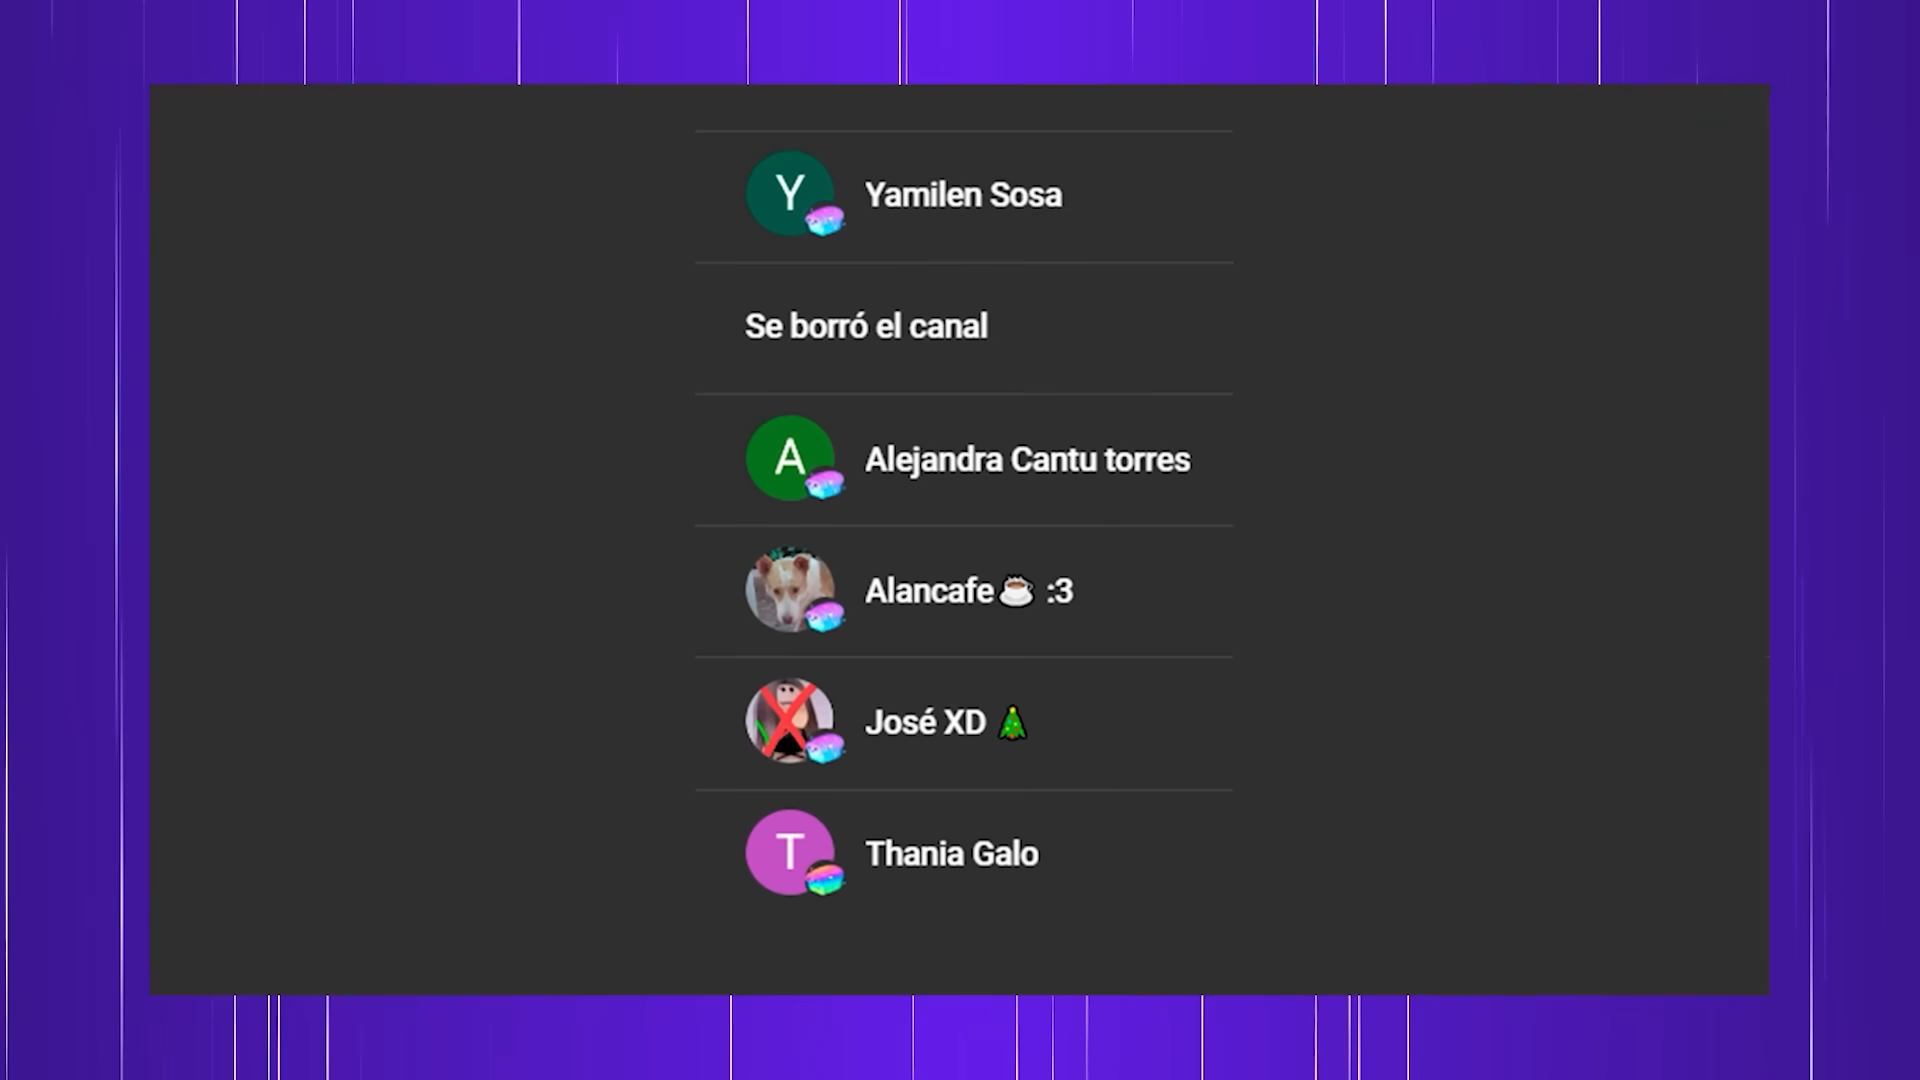 Y
Yamilen Sosa
Se borró el canal
A
Alejandra Cantu torres
Alancafe☕ :3
José XD 🎄
T
Thania Galo